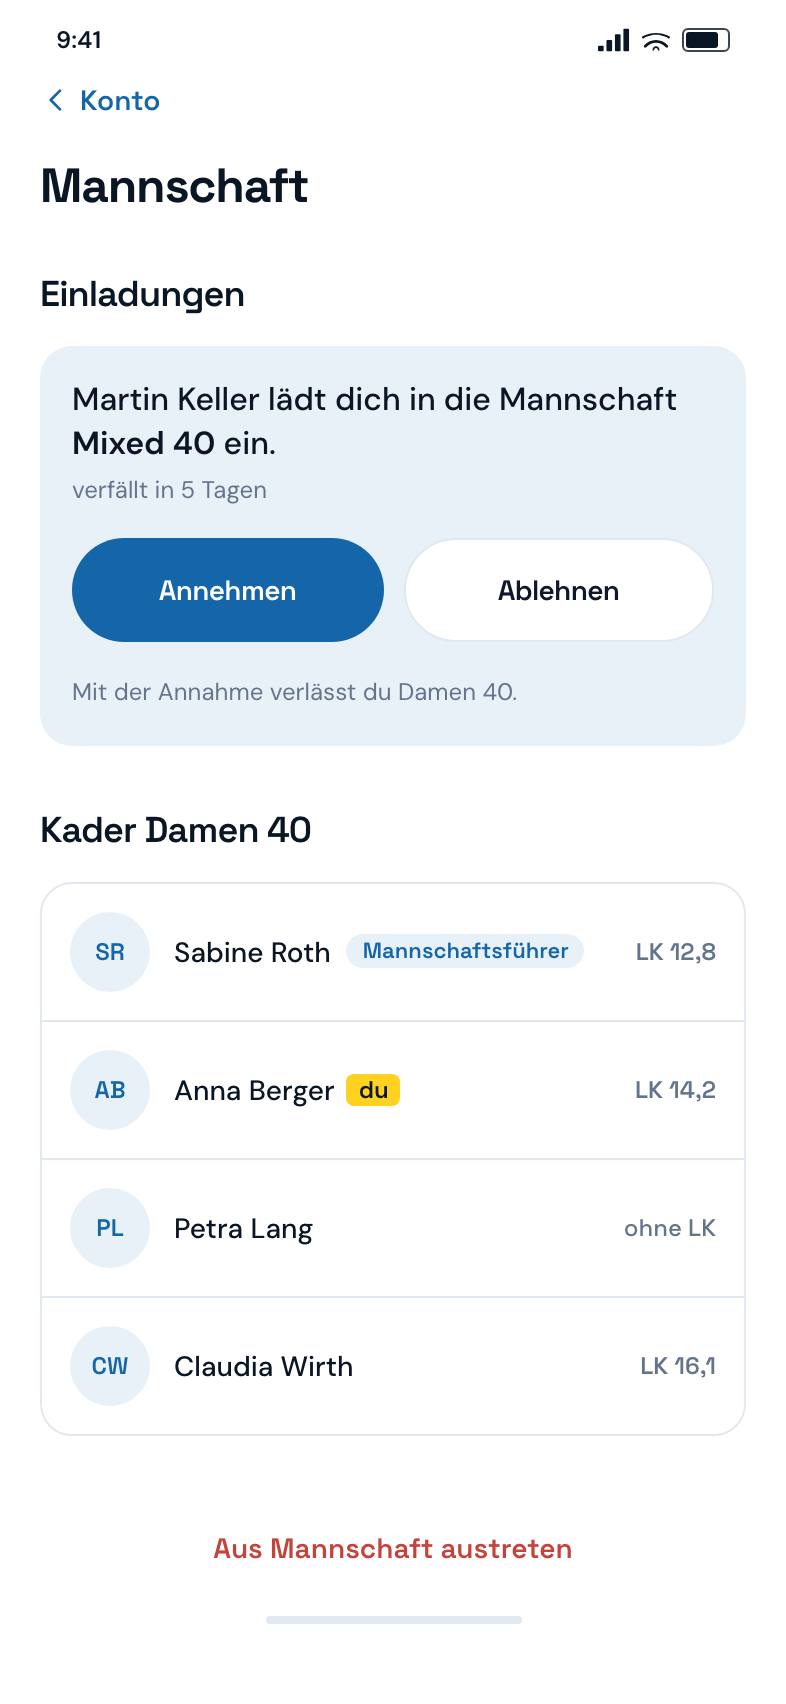 9:41
Konto
Mannschaft
Einladungen
Martin Keller lädt dich in die Mannschaft
Mixed 40 ein.
verfällt in 5 Tagen
Annehmen
Ablehnen
Mit der Annahme verlässt du Damen 40.
Kader Damen 40
SR Sabine Roth Mannschaftsführer LK 12,8
AB Anna Berger du LK 14,2
PL Petra Lang ohne LK
CW Claudia Wirth LK 16,1
Aus Mannschaft austreten